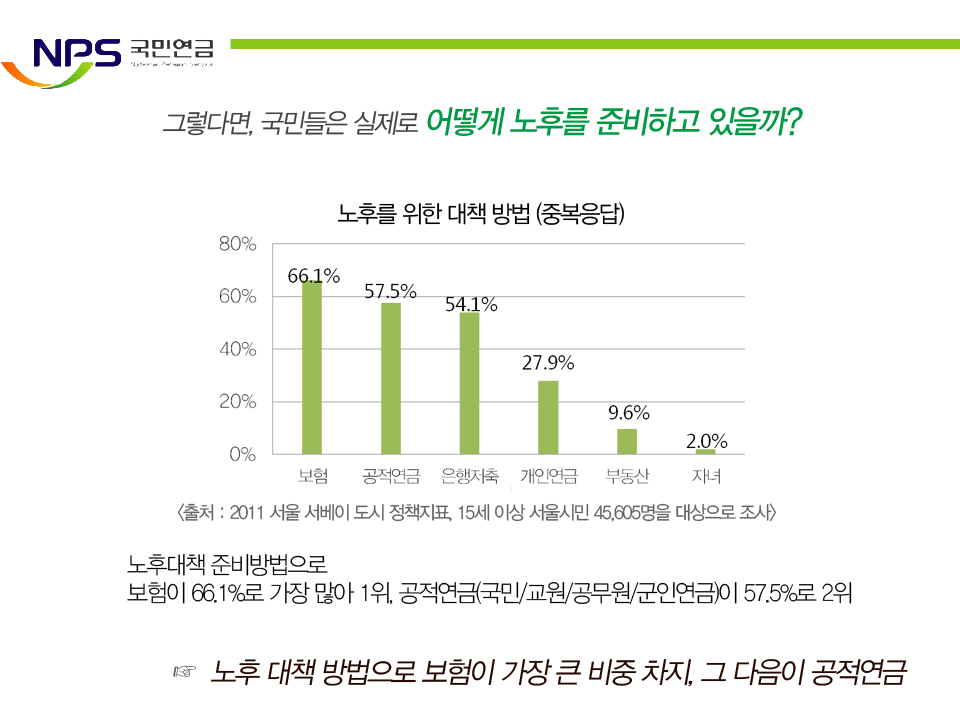 NPS 국민연금
National Pension Service
그렇다면, 국민들은 실제로 어떻게 노후를 준비하고 있을까?
노후를 위한 대책 방법 (중복응답)
80%
60%
40%
20%
0%
66.1%
57.5%
54.1%
27.9%
9.6%
2.0%
보험 공적연금 은행저축 개인연금 부동산 자녀
<출처 : 2011 서울 서베이 도시 정책지표, 15세 이상 서울시민 45,605명을 대상으로 조사>
노후대책 준비방법으로
보험이 66.1%로 가장 많아 1위, 공적연금(국민/교원/공무원/군인연금)이 57.5%로 2위
☞ 노후 대책 방법으로 보험이 가장 큰 비중 차지, 그 다음이 공적연금